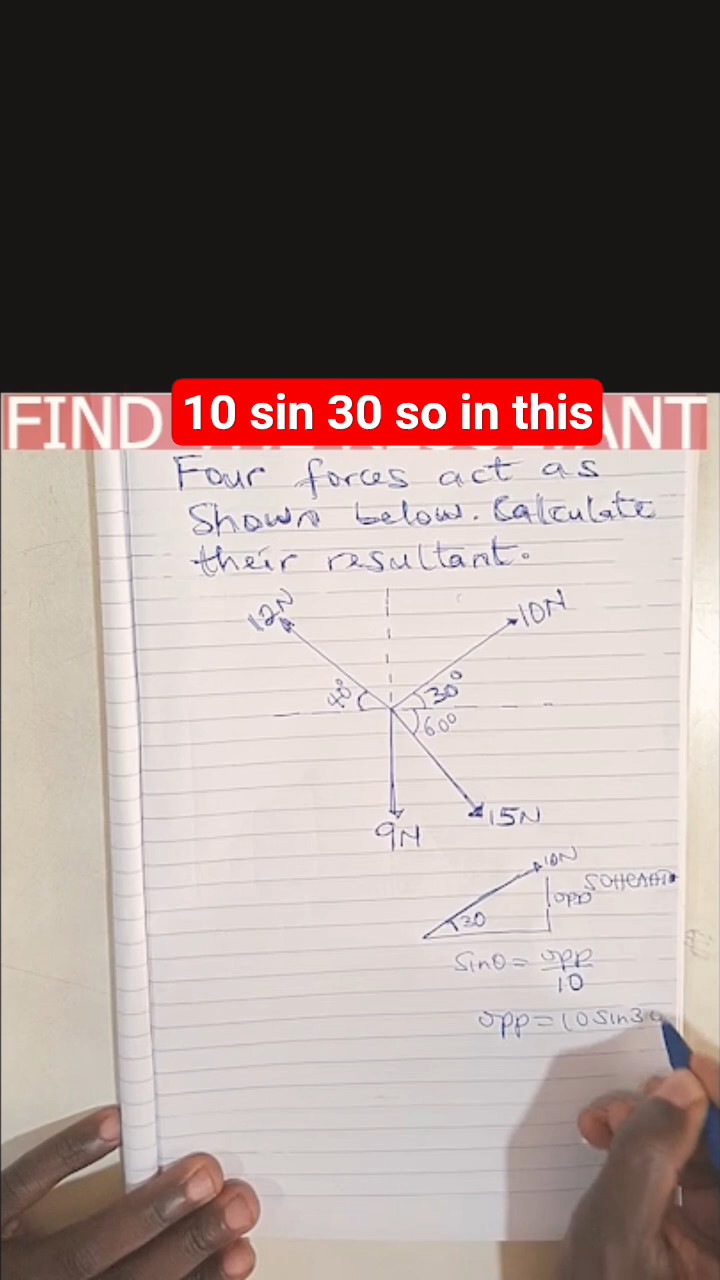 FIND
ANT
10 sin 30 so in this
Four forces act as
shown below. Calculate
their resultant.
12N
10N
40°
30°
60°
9N
15N
10N
opp
SOHCAHTOA
30
sinθ = opp
10
opp = 10 sin 30